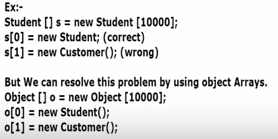 Ex:-
Student [] s = new Student [10000];
s[0] = new Student; (correct)
s[1] = new Customer(); (wrong)
But We can resolve this problem by using object Arrays.
Object [] o = new Object [10000];
o[0] = new Student();
o[1] = new Customer();